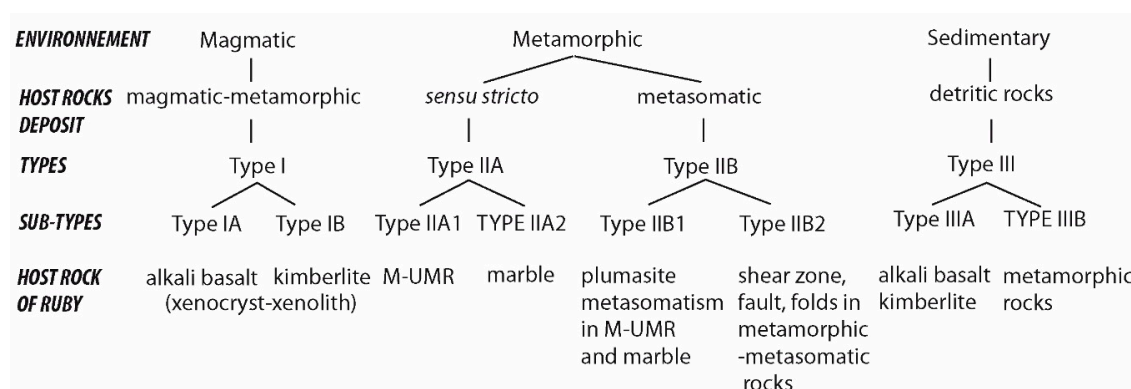 ENVIRONNEMENT Magmatic Metamorphic Sedimentary
HOST ROCKS magmatic-metamorphic sensu stricto metasomatic detritic rocks
DEPOSIT
TYPES Type I Type IIA Type IIB Type III
SUB-TYPES Type IA Type IB Type IIA1 TYPE IIA2 Type IIB1 Type IIB2 Type IIIA TYPE IIIB
HOST ROCK alkali basalt kimberlite M-UMR marble plumasite shear zone, alkali basalt metamorphic
OF RUBY (xenocryst-xenolith) metasomatism fault, folds in kimberlite rocks
in M-UMR metamorphic
and marble -metasomatic
rocks